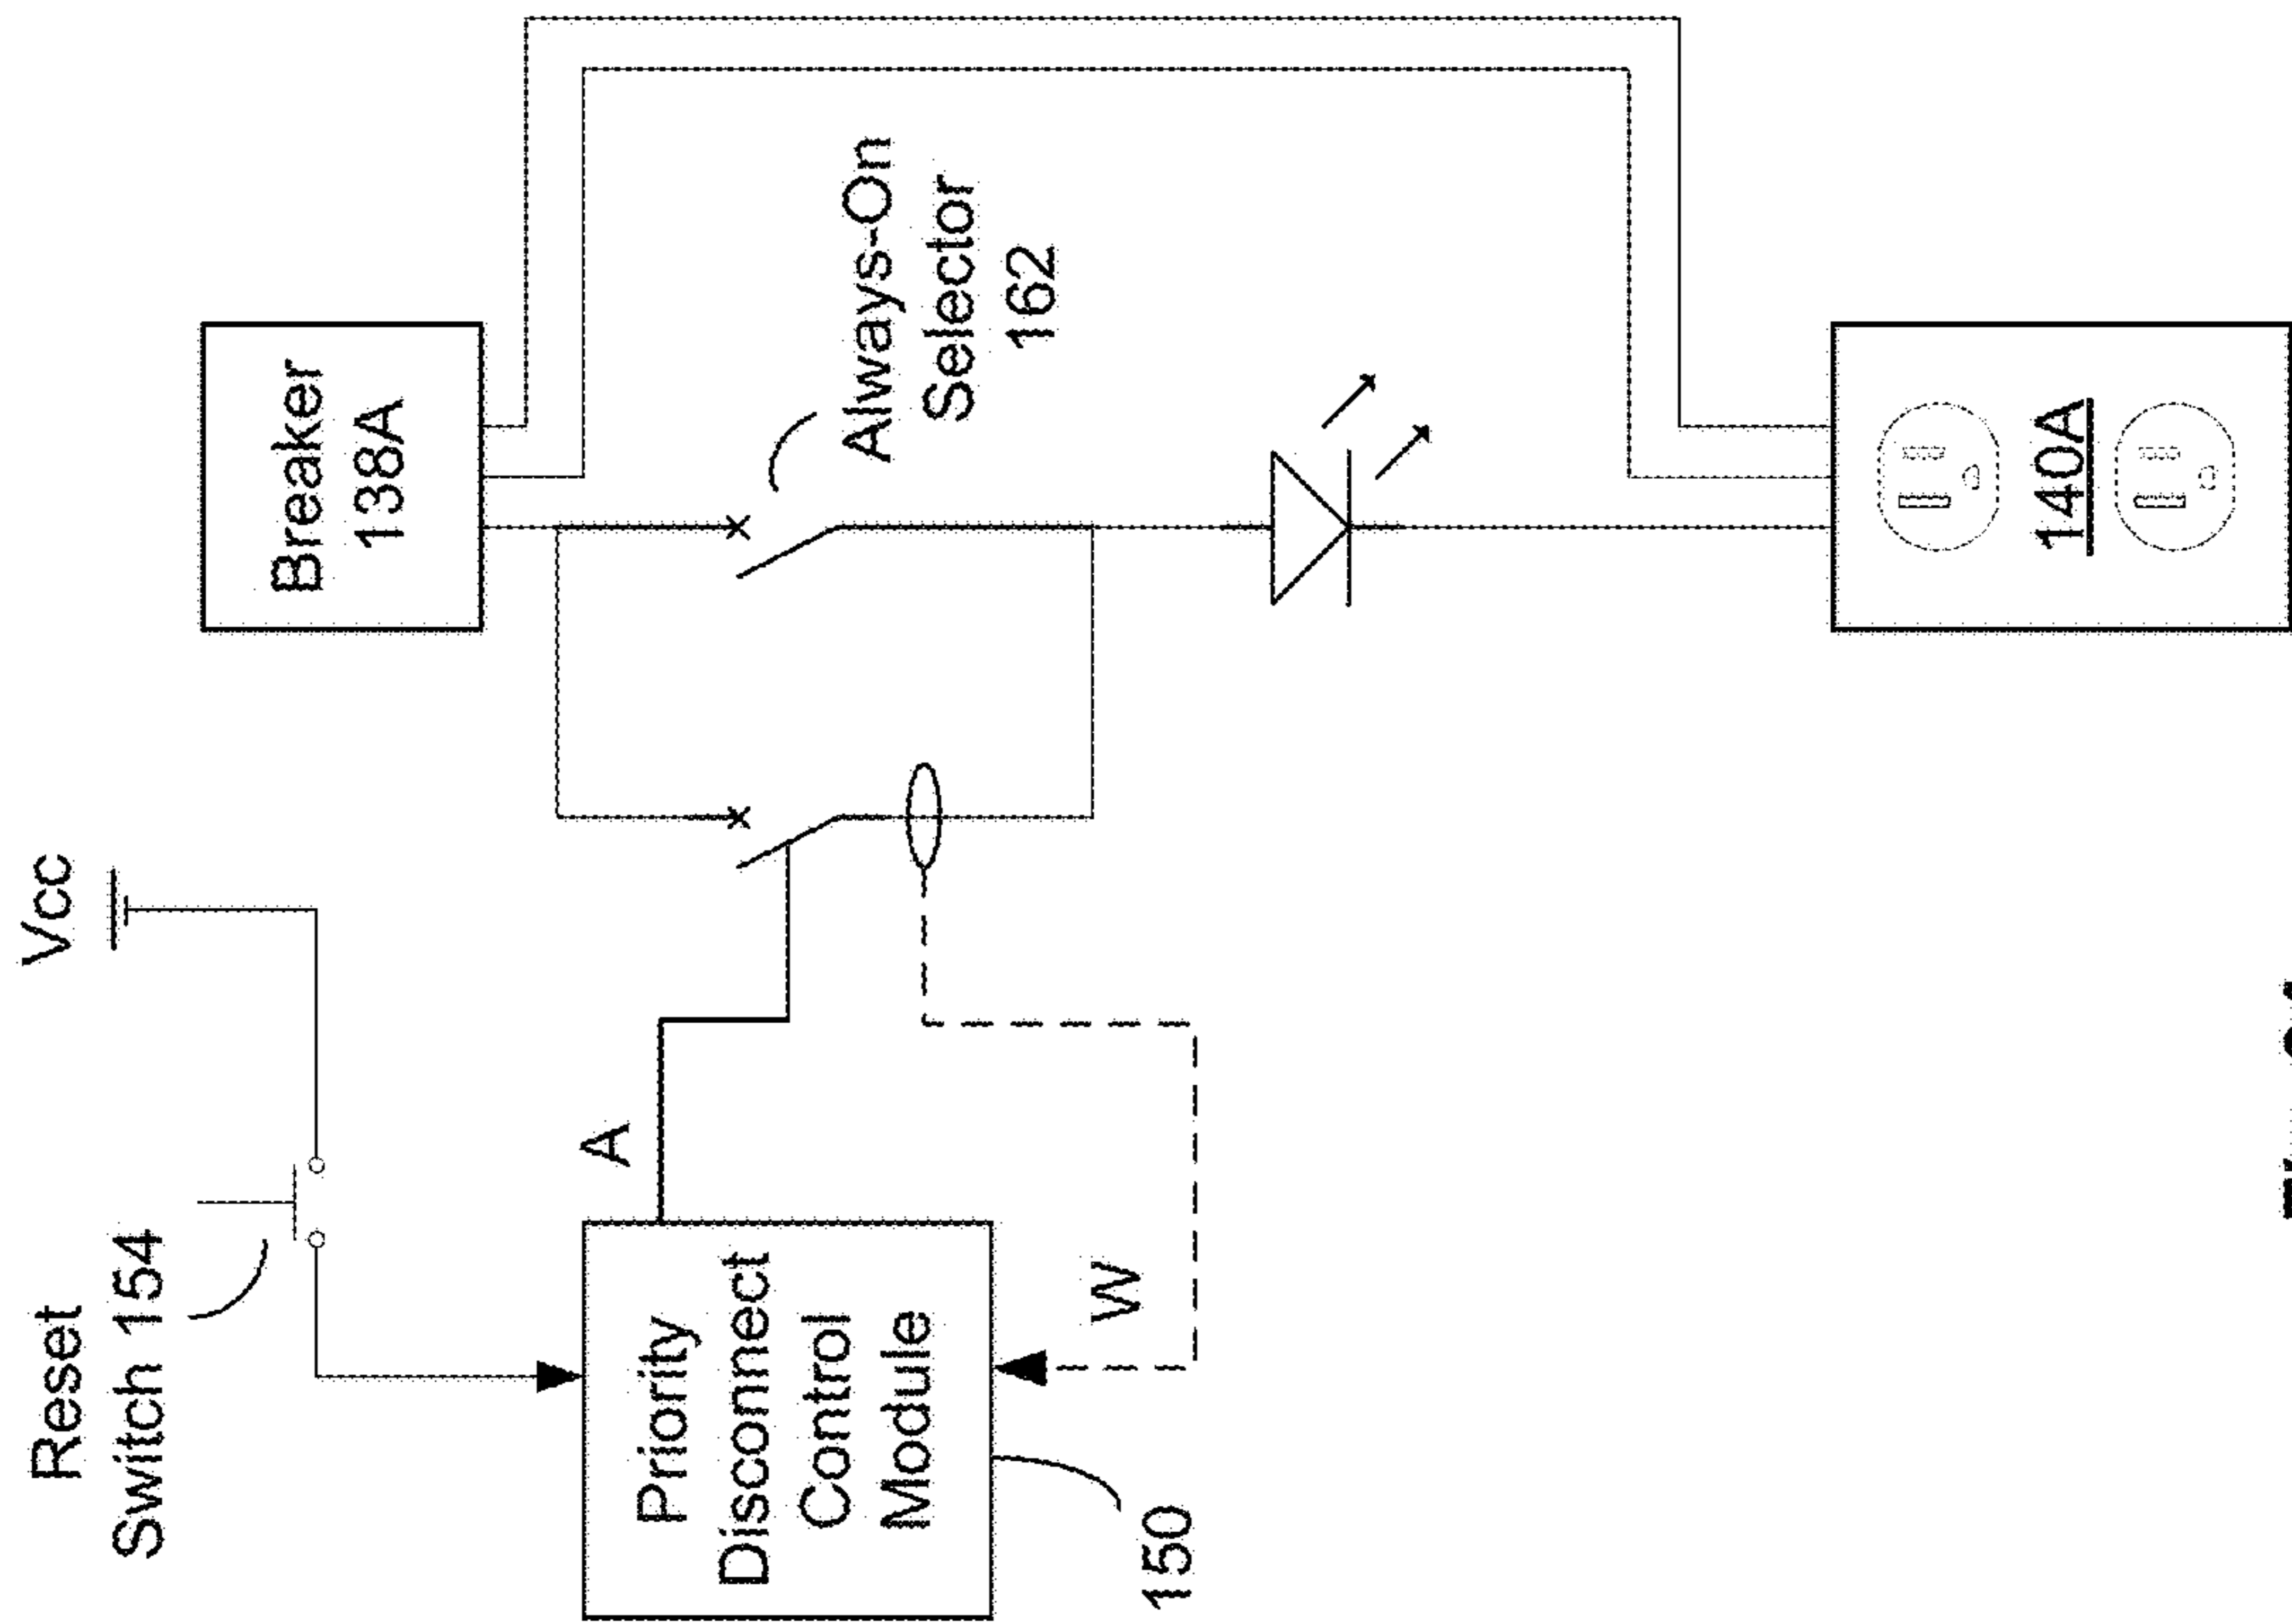 Reset
Switch 154
Vcc
Breaker
138A
A
Priority
Disconnect
Control
Module
150
W
Always-On
Selector
162
140A